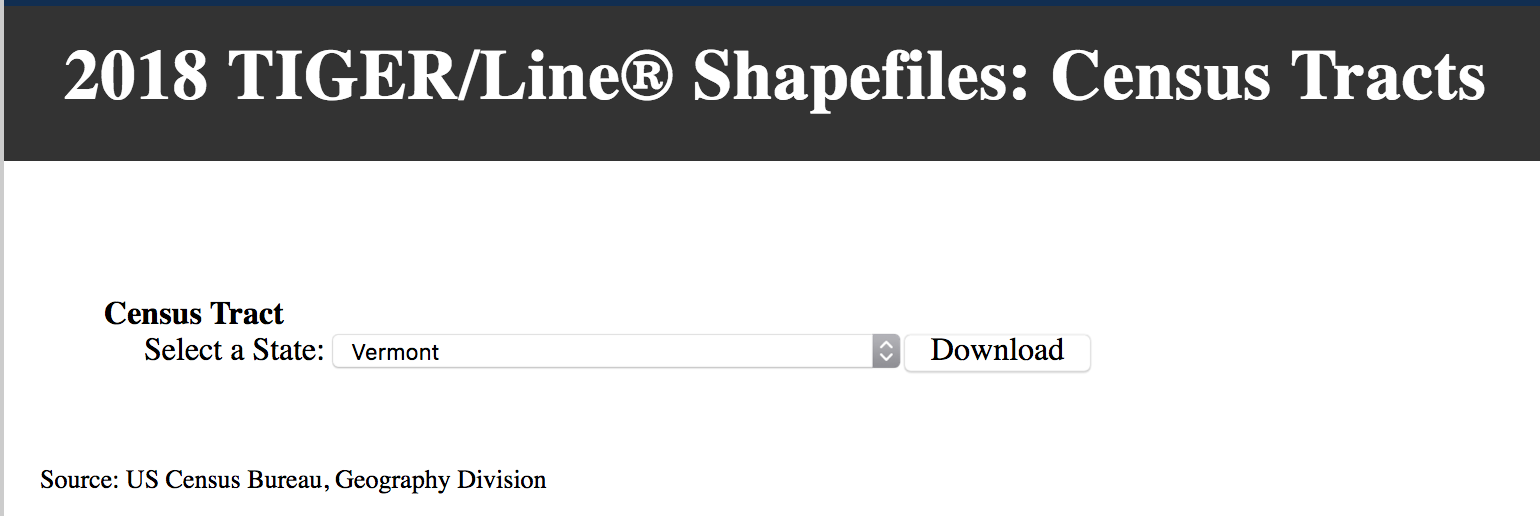 2018 TIGER/Line® Shapefiles: Census Tracts
Census Tract
Select a State: Vermont Download
Source: US Census Bureau, Geography Division